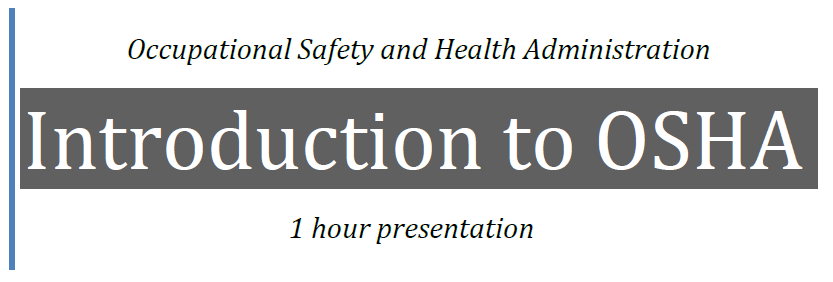 Occupational Safety and Health Administration
Introduction to OSHA
1 hour presentation